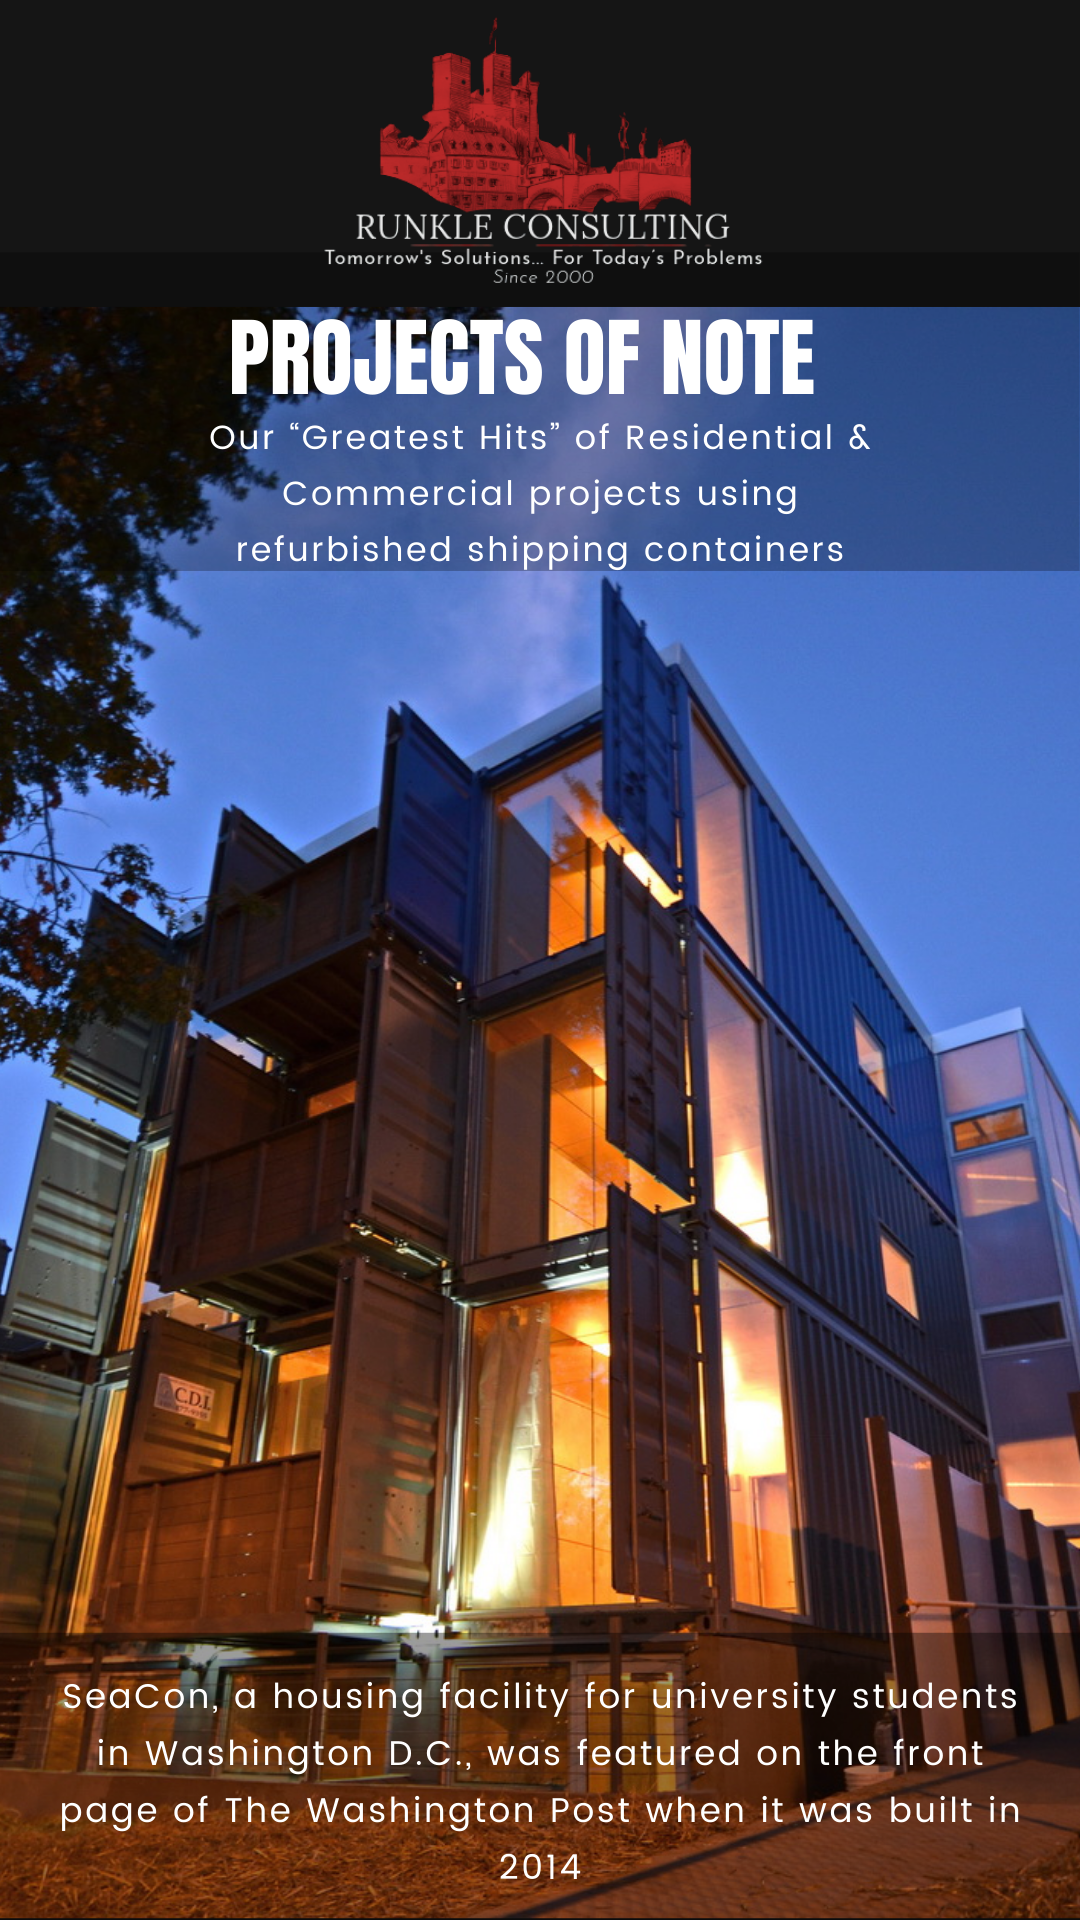 RUNKLE CONSULTING
Tomorrow's Solutions... For Today's Problems
Since 2000
PROJECTS OF NOTE
Our “Greatest Hits” of Residential &
Commercial projects using
refurbished shipping containers
C.D.I.
SeaCon, a housing facility for university students
in Washington D.C., was featured on the front
page of The Washington Post when it was built in
2014